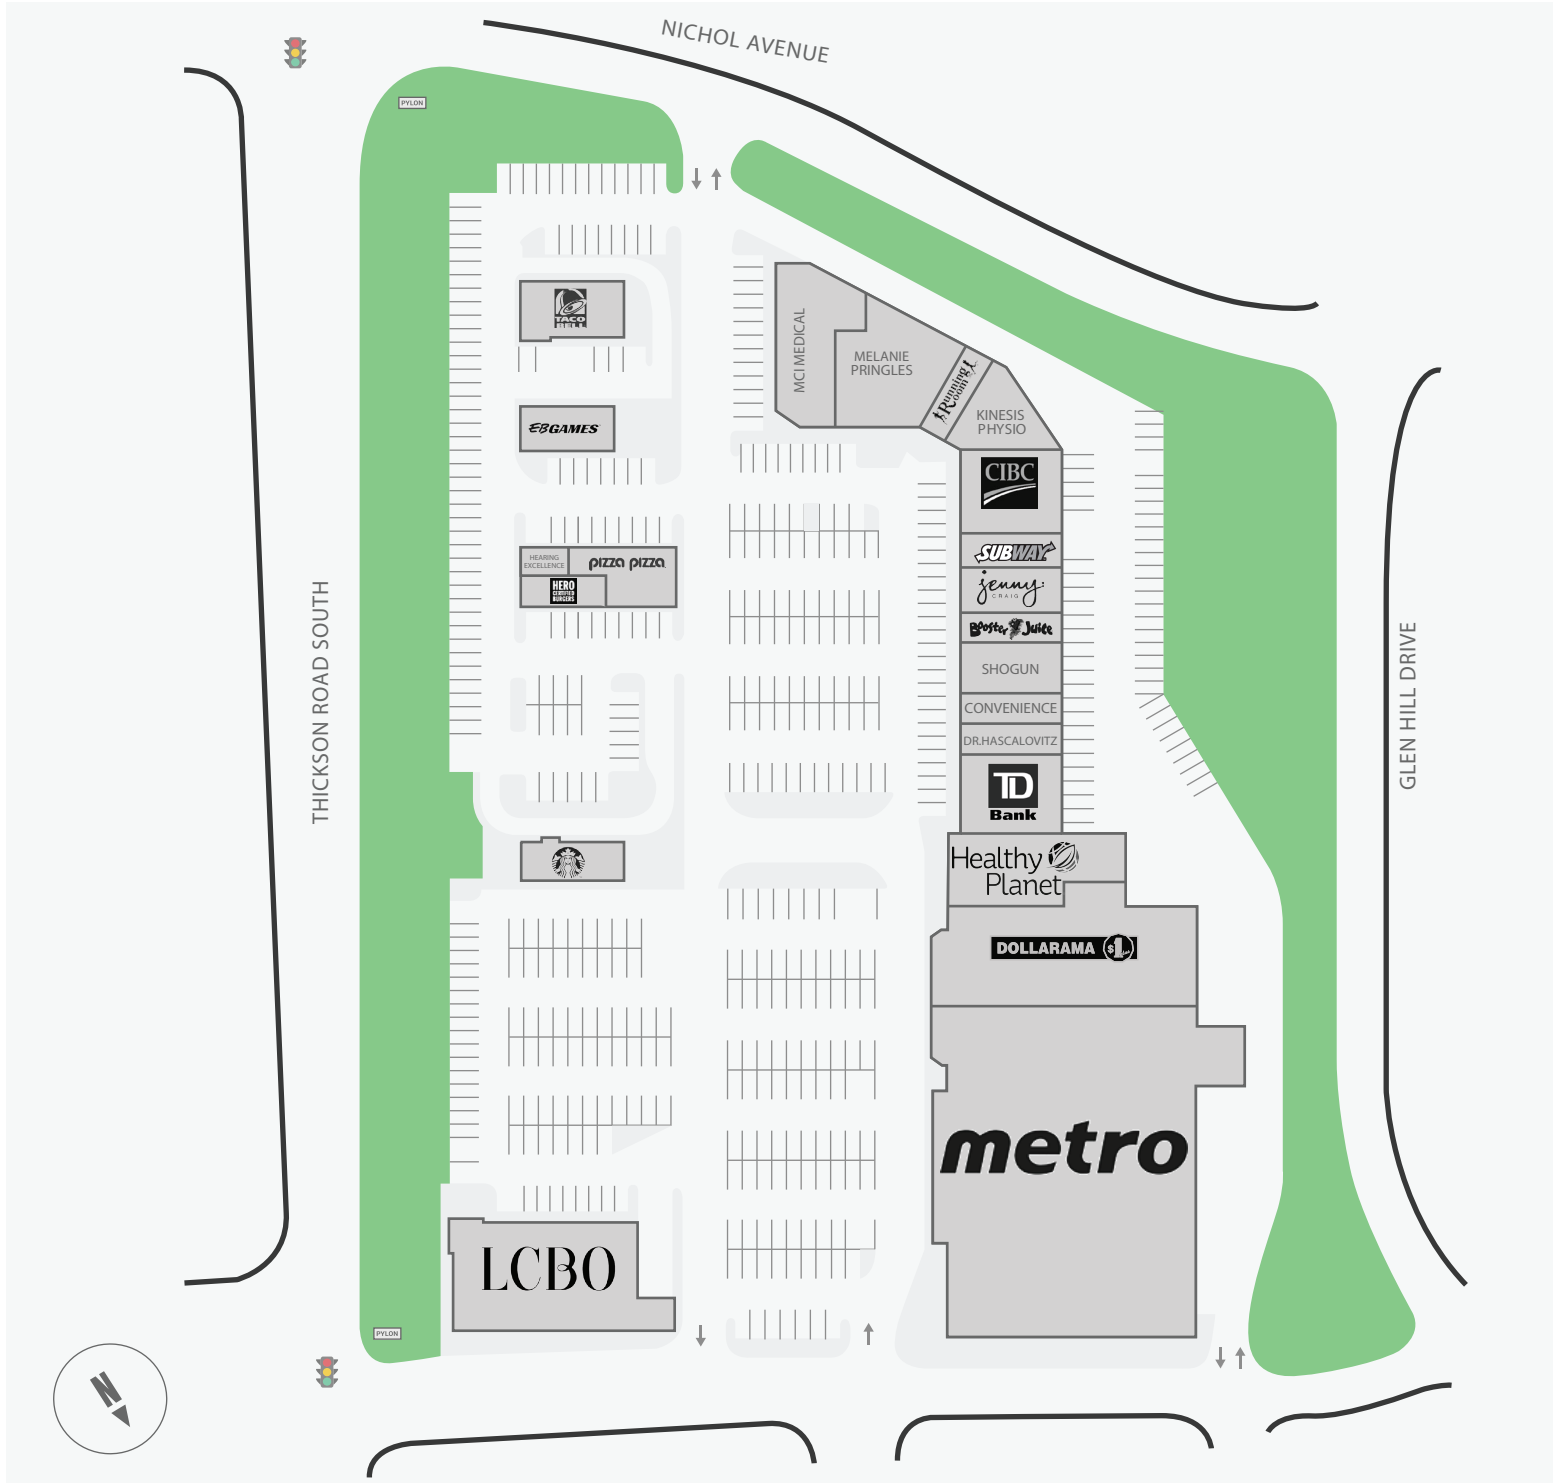 NICHOL AVENUE
PYLON
TACO
BELL
MCI MEDICAL
MELANIE
PRINGLES
Running
Room
KINESIS
PHYSIO
EBGAMES
CIBC
SUBWAY
HEARING
EXCELLENCE
pizza pizza
HERO
CERTIFIED
BURGERS
jenny
CRAIG
Booster Juice
SHOGUN
CONVENIENCE
DR.HASCALOVITZ
TD
Bank
THICKSON ROAD SOUTH
GLEN HILL DRIVE
Healthy
Planet
DOLLARAMA $1
metro
LCBO
PYLON
N